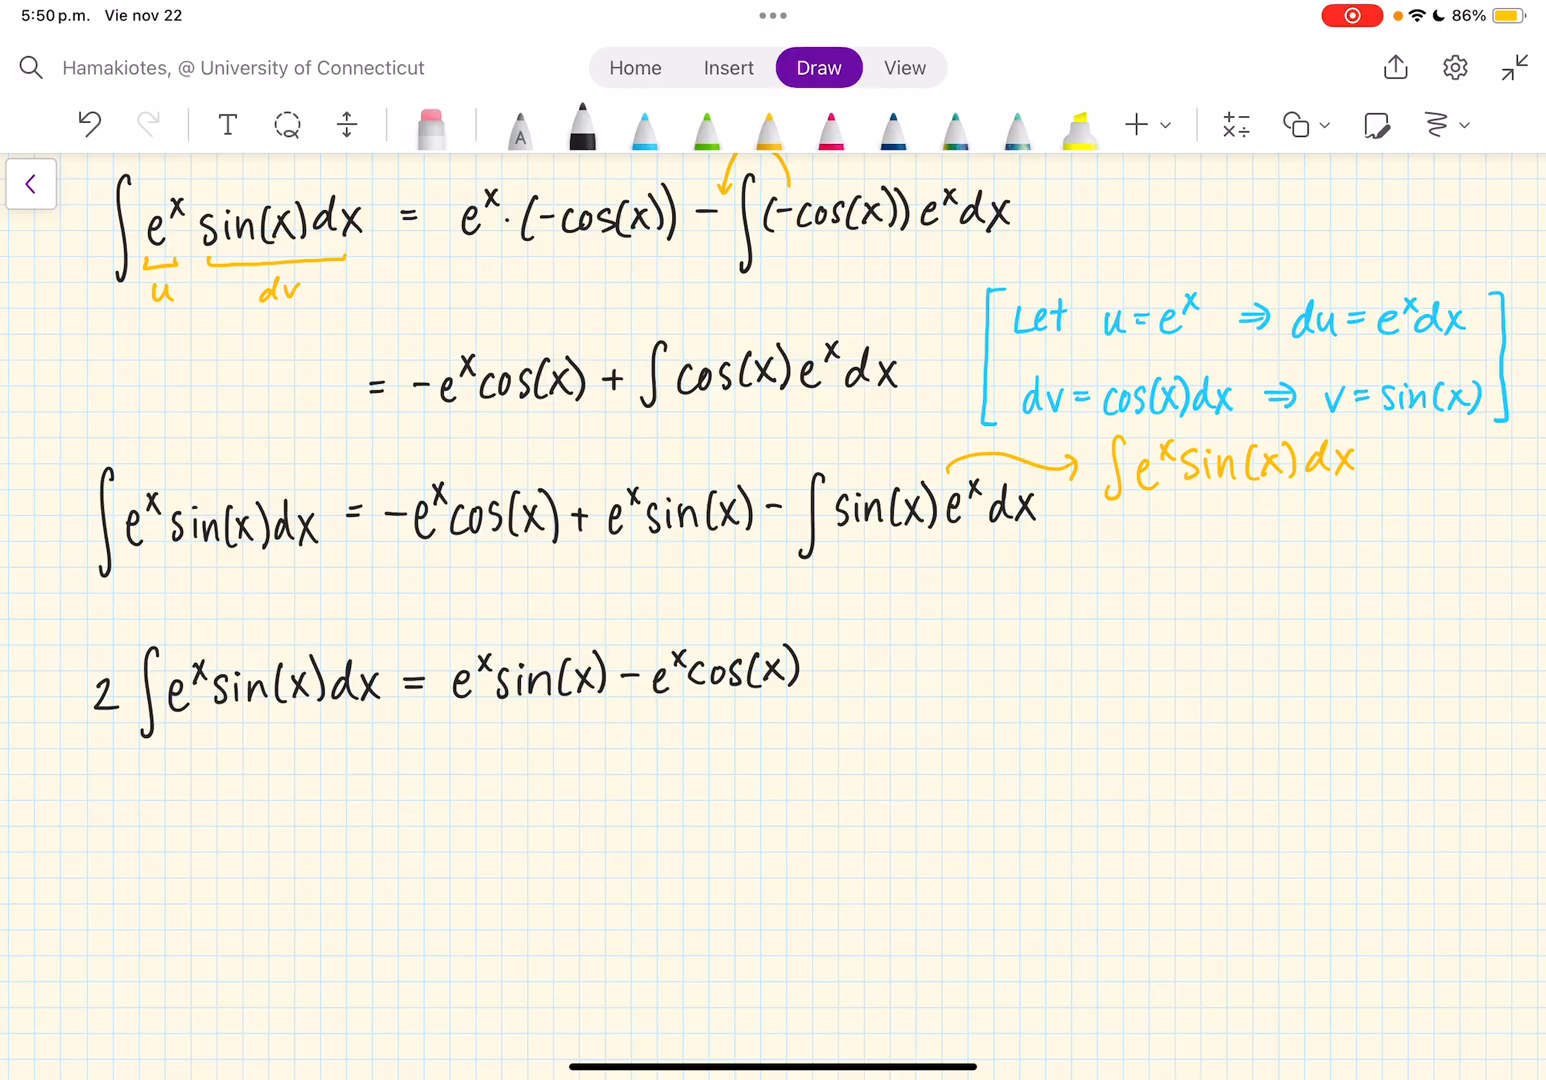 5:50 p.m. Vie nov 22
86%
Hamakiotes, @ University of Connecticut
Home Insert Draw View
T A
∫ e^x sin(x)dx = e^x · (-cos(x)) - ∫ (-cos(x)) e^x dx
u dv
[Let u = e^x ⇒ du = e^x dx
dv = cos(x)dx ⇒ v = sin(x)]
= -e^x cos(x) + ∫ cos(x) e^x dx
→ ∫ e^x sin(x) dx
∫ e^x sin(x)dx = -e^x cos(x) + e^x sin(x) - ∫ sin(x) e^x dx
2 ∫ e^x sin(x)dx = e^x sin(x) - e^x cos(x)